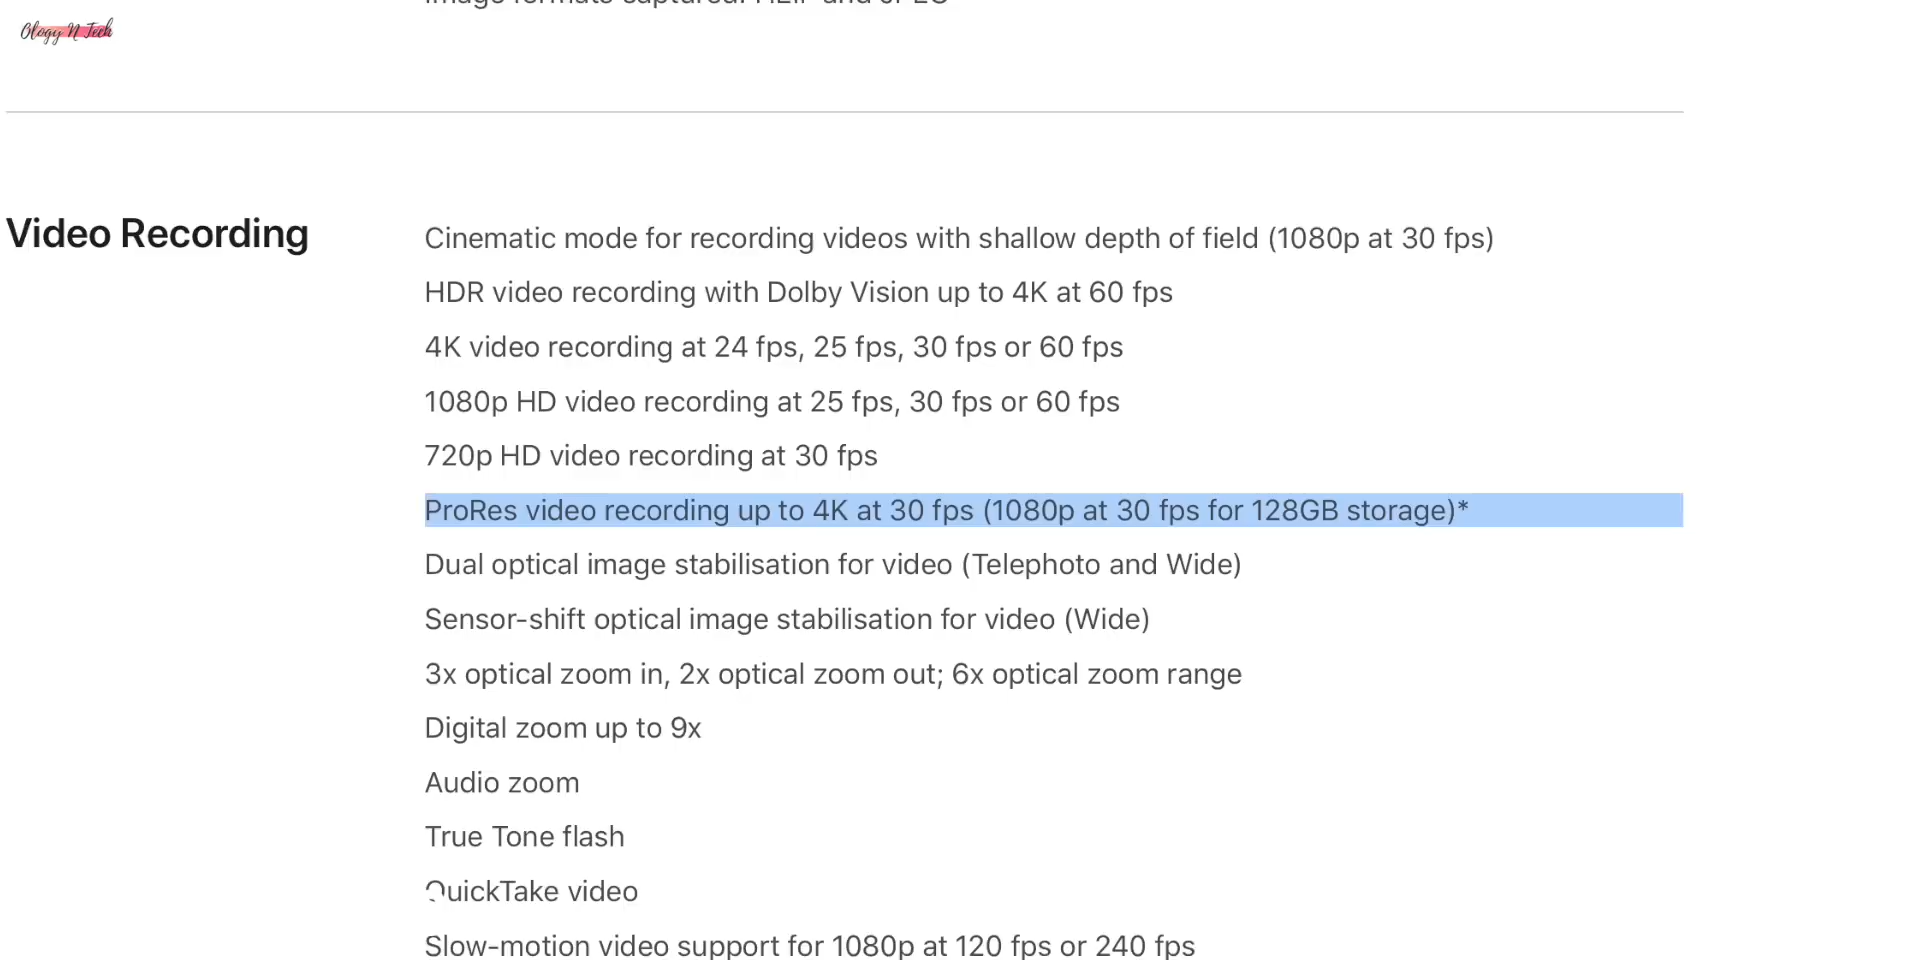 Ology N Tech
Video Recording
Cinematic mode for recording videos with shallow depth of field (1080p at 30 fps)
HDR video recording with Dolby Vision up to 4K at 60 fps
4K video recording at 24 fps, 25 fps, 30 fps or 60 fps
1080p HD video recording at 25 fps, 30 fps or 60 fps
720p HD video recording at 30 fps
ProRes video recording up to 4K at 30 fps (1080p at 30 fps for 128GB storage)*
Dual optical image stabilisation for video (Telephoto and Wide)
Sensor-shift optical image stabilisation for video (Wide)
3x optical zoom in, 2x optical zoom out; 6x optical zoom range
Digital zoom up to 9x
Audio zoom
True Tone flash
QuickTake video
Slow-motion video support for 1080p at 120 fps or 240 fps